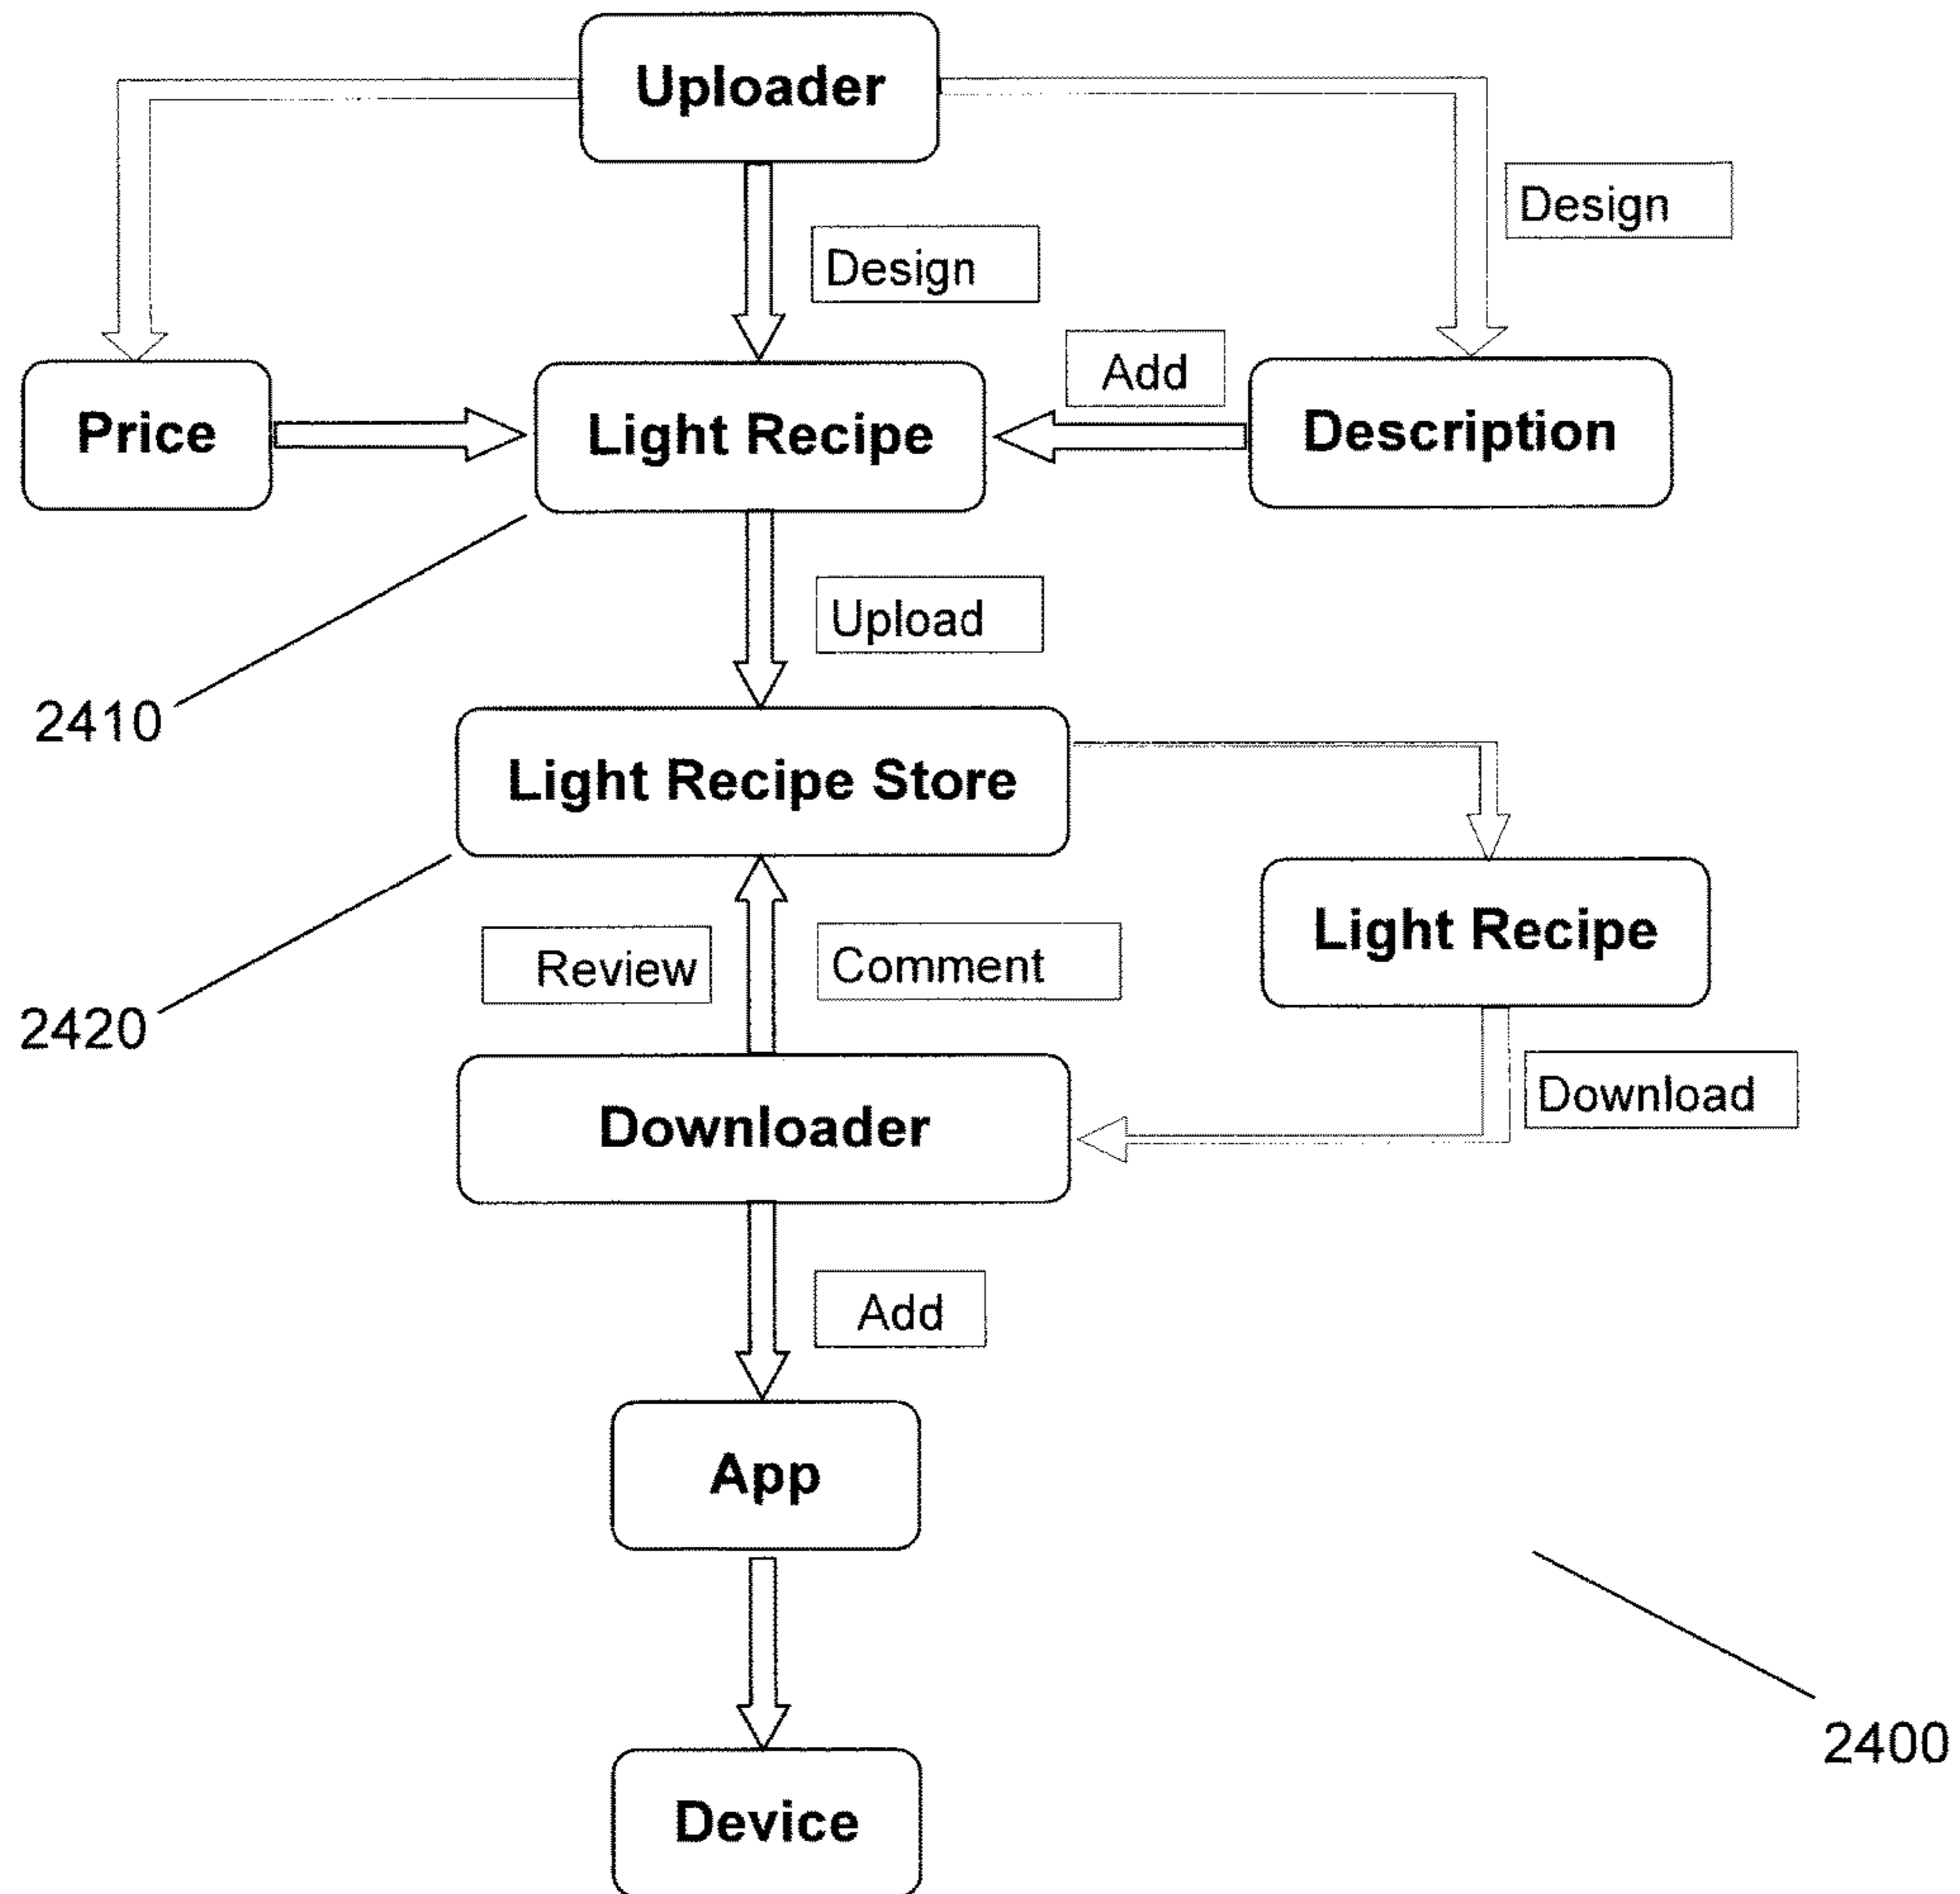 Uploader
Design
Design
Add
Price
Light Recipe
Description
Upload
2410
Light Recipe Store
Light Recipe
Review
Comment
2420
Download
Downloader
Add
App
2400
Device